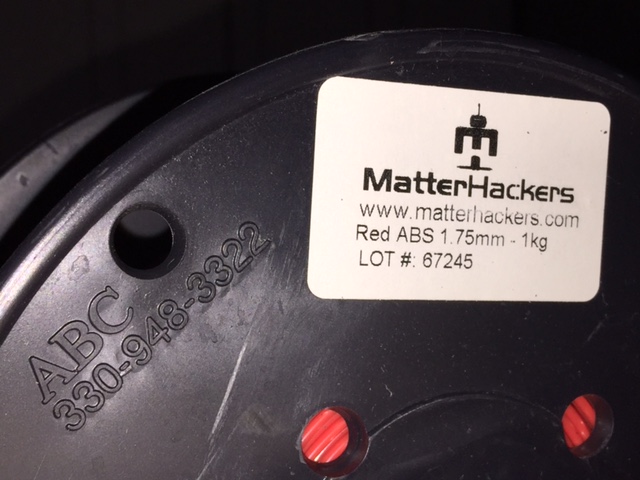 MatterHackers
www.matterhackers.com
Red ABS 1.75mm - 1kg
LOT #: 67245
ABC
330-948-3322